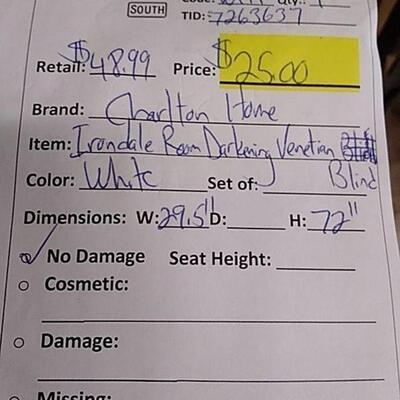 Qty.:
SOUTH TID: 7263637
Retail: $48.99 Price: $25.00
Brand: Charlton Home
Item: Irondale Room Darkening Venetian
Color: White Set of: Blind
Dimensions: W: 29.5" D: H: 72"
No Damage Seat Height:
Cosmetic:
Damage:
Missing: